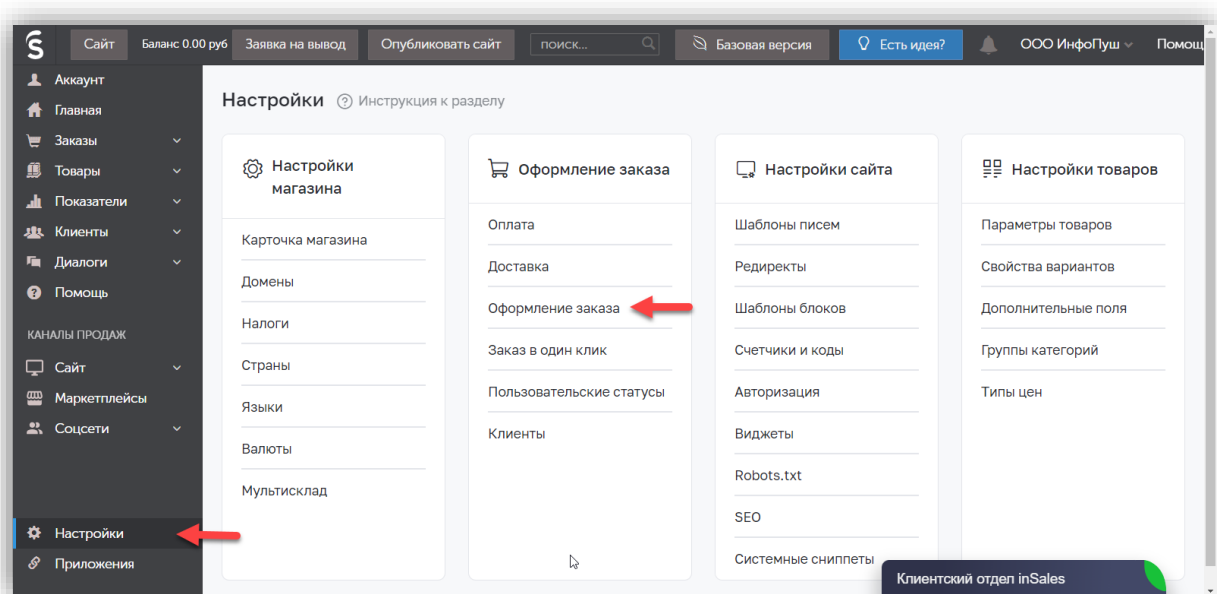 Сайт Баланс 0.00 руб Заявка на вывод Опубликовать сайт поиск... Базовая версия Есть идея? ООО ИнфоПуш Помощ
Аккаунт
Главная
Заказы
Товары
Показатели
Клиенты
Диалоги
Помощь
КАНАЛЫ ПРОДАЖ
Сайт
Маркетплейсы
Соцсети
Настройки
Приложения
Настройки ? Инструкция к разделу
Настройки
магазина
Карточка магазина
Домены
Налоги
Страны
Языки
Валюты
Мультисклад
Оформление заказа
Оплата
Доставка
Оформление заказа
Заказ в один клик
Пользовательские статусы
Клиенты
Настройки сайта
Шаблоны писем
Редиректы
Шаблоны блоков
Счетчики и коды
Авторизация
Виджеты
Robots.txt
SEO
Системные сниппеты
Настройки товаров
Параметры товаров
Свойства вариантов
Дополнительные поля
Группы категорий
Типы цен
Клиентский отдел inSales